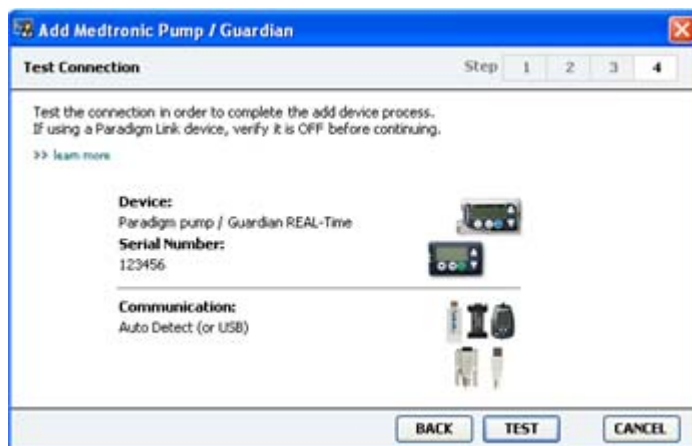 Add Medtronic Pump / Guardian
Test Connection Step 1 2 3 4
Test the connection in order to complete the add device process.
If using a Paradigm Link device, verify it is OFF before continuing.
>> learn more
Device:
Paradigm pump / Guardian REAL-Time
Serial Number:
123456
Communication:
Auto Detect (or USB)
BACK TEST CANCEL